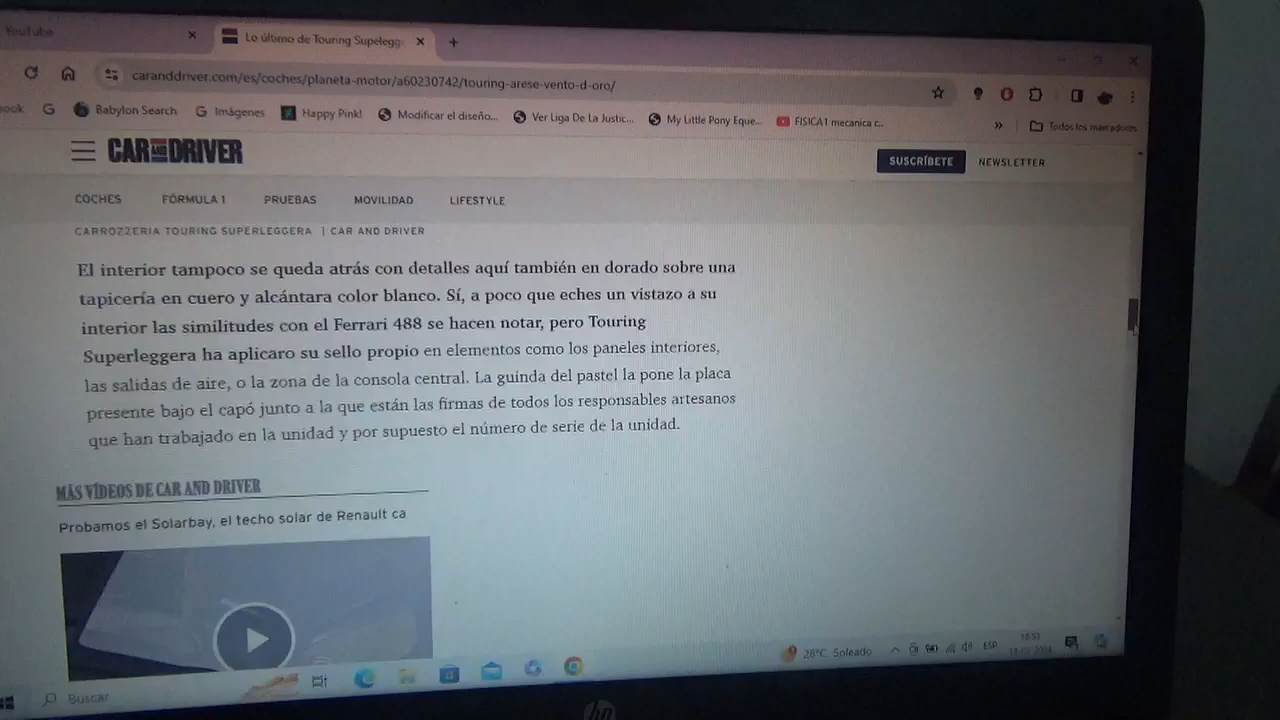 YouTube
Lo último de Touring Supelegg
caranddriver.com/es/coches/planeta-motor/a60230742/touring-arese-vento-d-oro/
ook
Babylon Search
Imágenes
Happy Pink!
Modificar el diseño...
Ver Liga De La Justic...
My Little Pony Eque...
FISICA1 mecanica c...
»
Todos los marcadores
CAR AND DRIVER
SUSCRÍBETE
NEWSLETTER
COCHES FÓRMULA 1 PRUEBAS MOVILIDAD LIFESTYLE
CARROZZERIA TOURING SUPERLEGGERA | CAR AND DRIVER
El interior tampoco se queda atrás con detalles aquí también en dorado sobre una
tapicería en cuero y alcántara color blanco. Sí, a poco que eches un vistazo a su
interior las similitudes con el Ferrari 488 se hacen notar, pero Touring
Superleggera ha aplicaro su sello propio en elementos como los paneles interiores,
las salidas de aire, o la zona de la consola central. La guinda del pastel la pone la placa
presente bajo el capó junto a la que están las firmas de todos los responsables artesanos
que han trabajado en la unidad y por supuesto el número de serie de la unidad.
MÁS VÍDEOS DE CAR AND DRIVER
Probamos el Solarbay, el techo solar de Renault ca
Buscar
28°C Soleado
ESP
hp